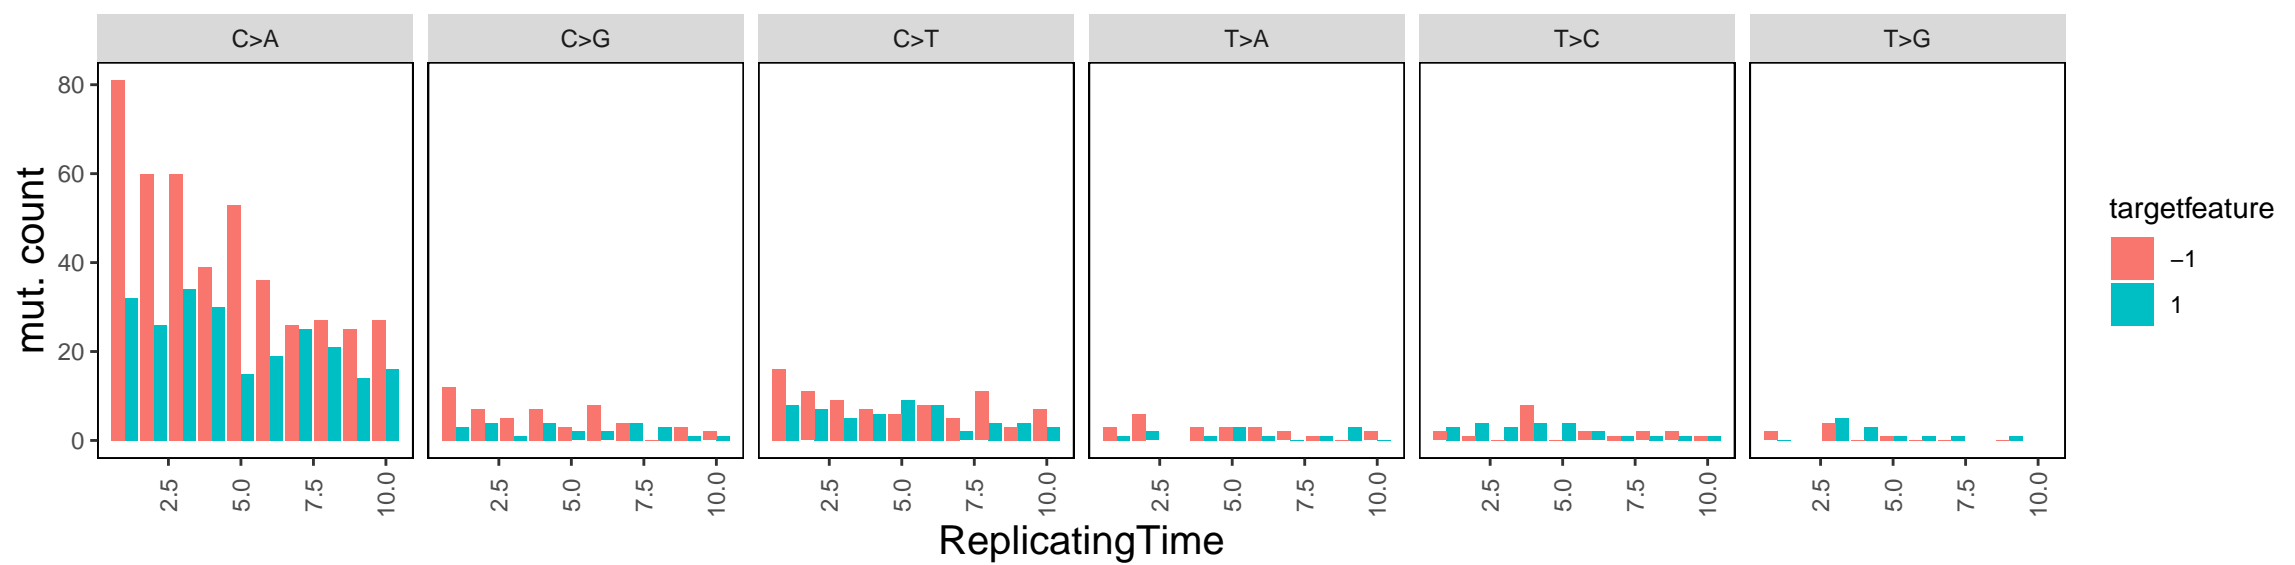 C>A C>G C>T T>A T>C T>G
mut. count
80
60
40
20
0
2.5 5.0 7.5 10.0 2.5 5.0 7.5 10.0 2.5 5.0 7.5 10.0 2.5 5.0 7.5 10.0 2.5 5.0 7.5 10.0 2.5 5.0 7.5 10.0
ReplicatingTime
targetfeature
−1
1